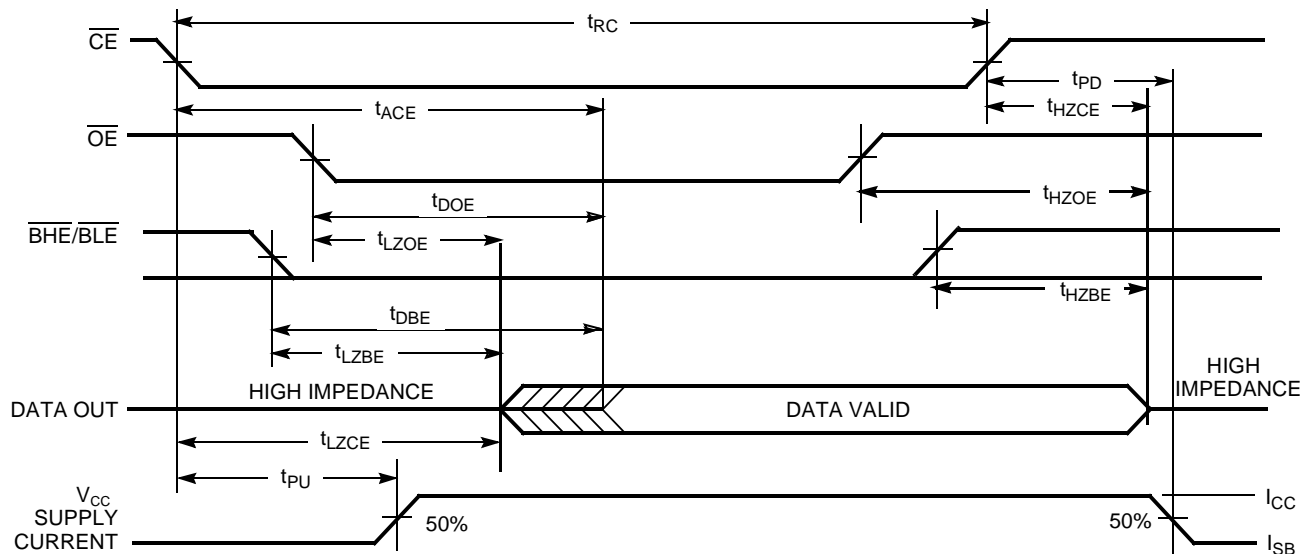 tRC
CE
tPD
tACE
tHZCE
OE
tDOE
tHZOE
BHE/BLE
tLZOE
tHZBE
tDBE
tLZBE
HIGH IMPEDANCE
HIGH
IMPEDANCE
DATA OUT
DATA VALID
tLZCE
tPU
VCC
SUPPLY
CURRENT
50%
50%
ICC
ISB